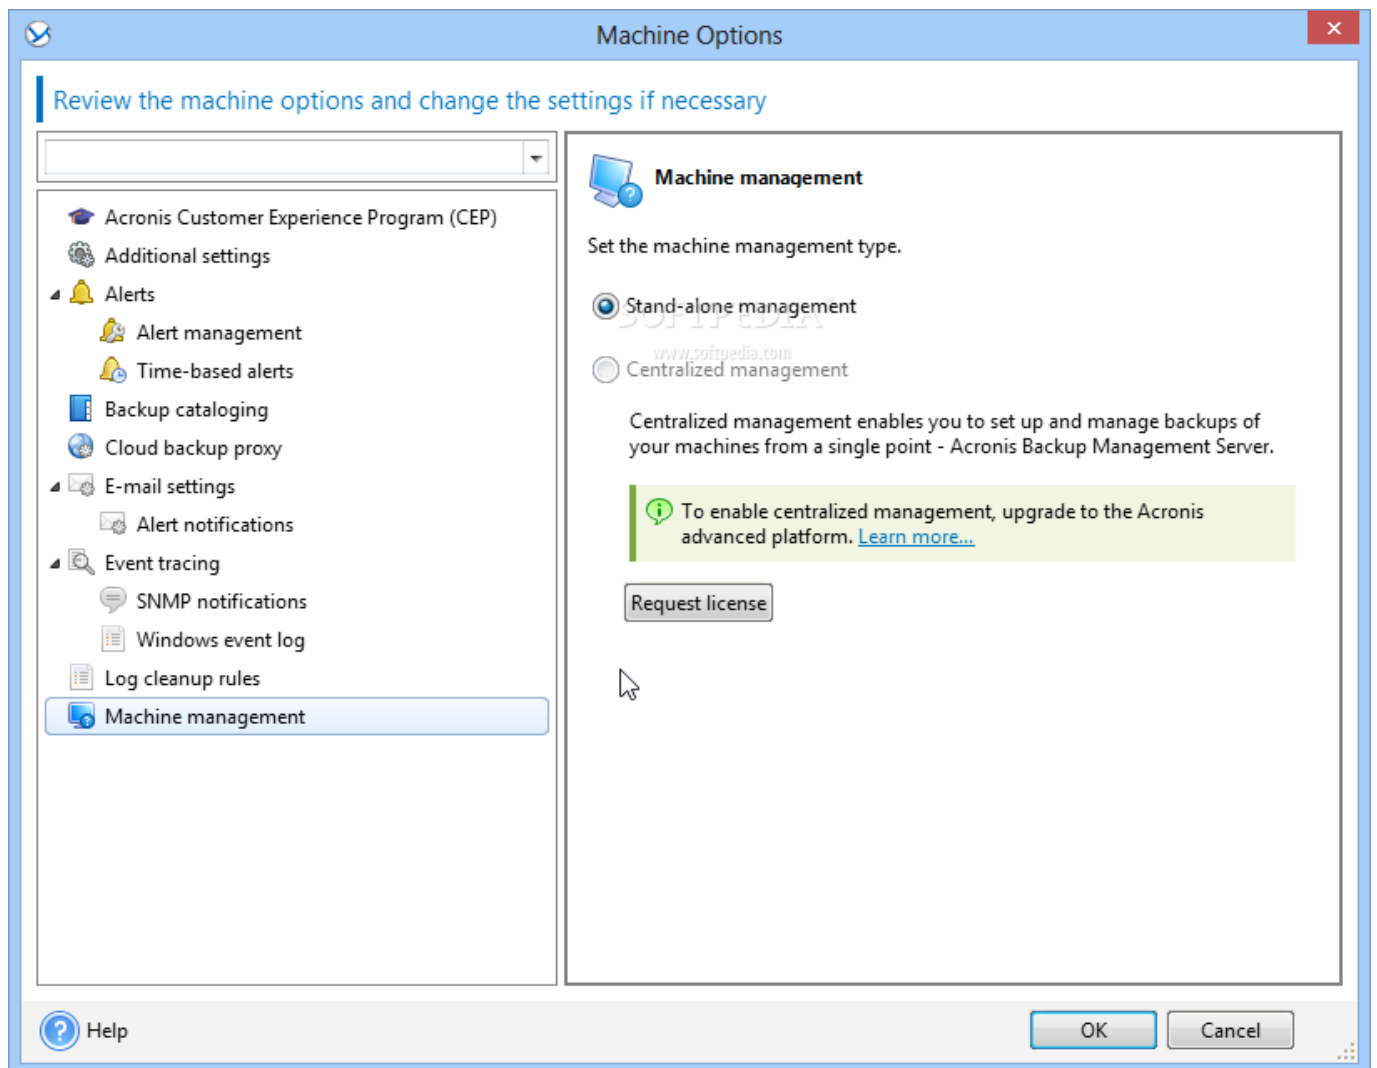 Machine Options
Review the machine options and change the settings if necessary
Acronis Customer Experience Program (CEP)
Additional settings
Alerts
Alert management
Time-based alerts
Backup cataloging
Cloud backup proxy
E-mail settings
Alert notifications
Event tracing
SNMP notifications
Windows event log
Log cleanup rules
Machine management
Machine management
Set the machine management type.
Stand-alone management
SOFTPEDIA
www.softpedia.com
Centralized management
Centralized management enables you to set up and manage backups of
your machines from a single point - Acronis Backup Management Server.
To enable centralized management, upgrade to the Acronis
advanced platform. Learn more...
Request license
Help
OK
Cancel